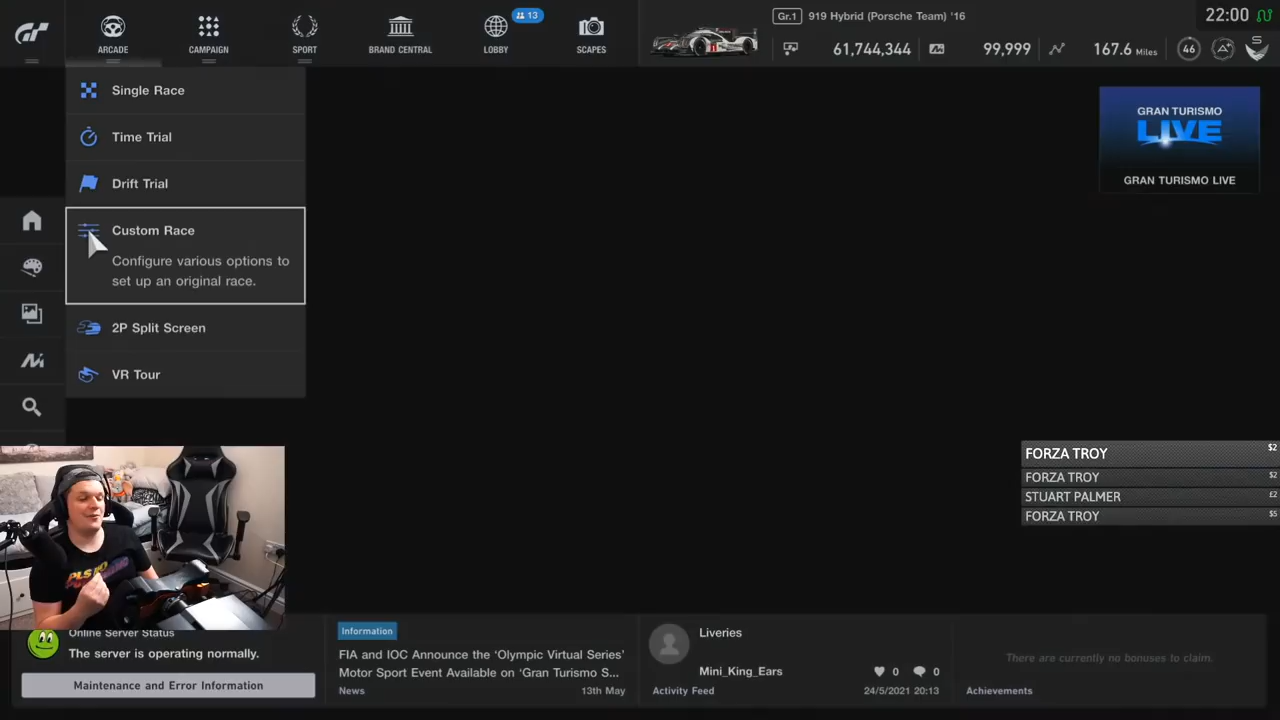 ARCADE
CAMPAIGN
SPORT
BRAND CENTRAL
LOBBY
13
SCAPES
Gr.1 919 Hybrid (Porsche Team) '16
61,744,344
99,999
167.6 Miles
46
22:00
Single Race
Time Trial
Drift Trial
Custom Race
Configure various options to
set up an original race.
2P Split Screen
VR Tour
GRAN TURISMO
LIVE
GRAN TURISMO LIVE
FORZA TROY $2
FORZA TROY $2
STUART PALMER £2
FORZA TROY $5
Online Server Status
The server is operating normally.
Maintenance and Error Information
Information
FIA and IOC Announce the 'Olympic Virtual Series'
Motor Sport Event Available on 'Gran Turismo S...
News 13th May
Liveries
Mini_King_Ears 0 0
Activity Feed 24/5/2021 20:13
There are currently no bonuses to claim.
Achievements